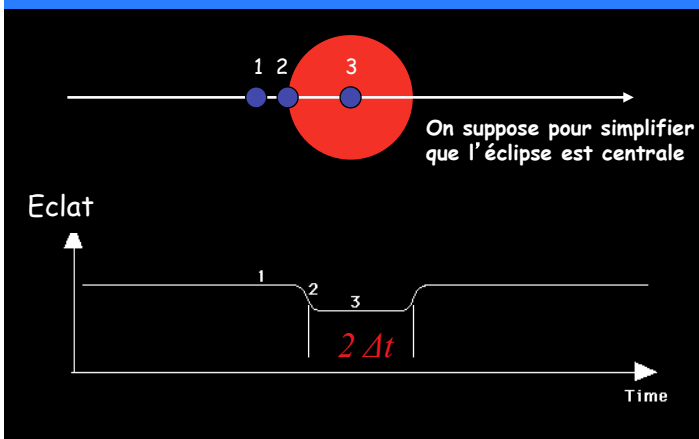 1 2 3
On suppose pour simplifier
que l'éclipse est centrale
Eclat
1
2
3
2 Δt
Time